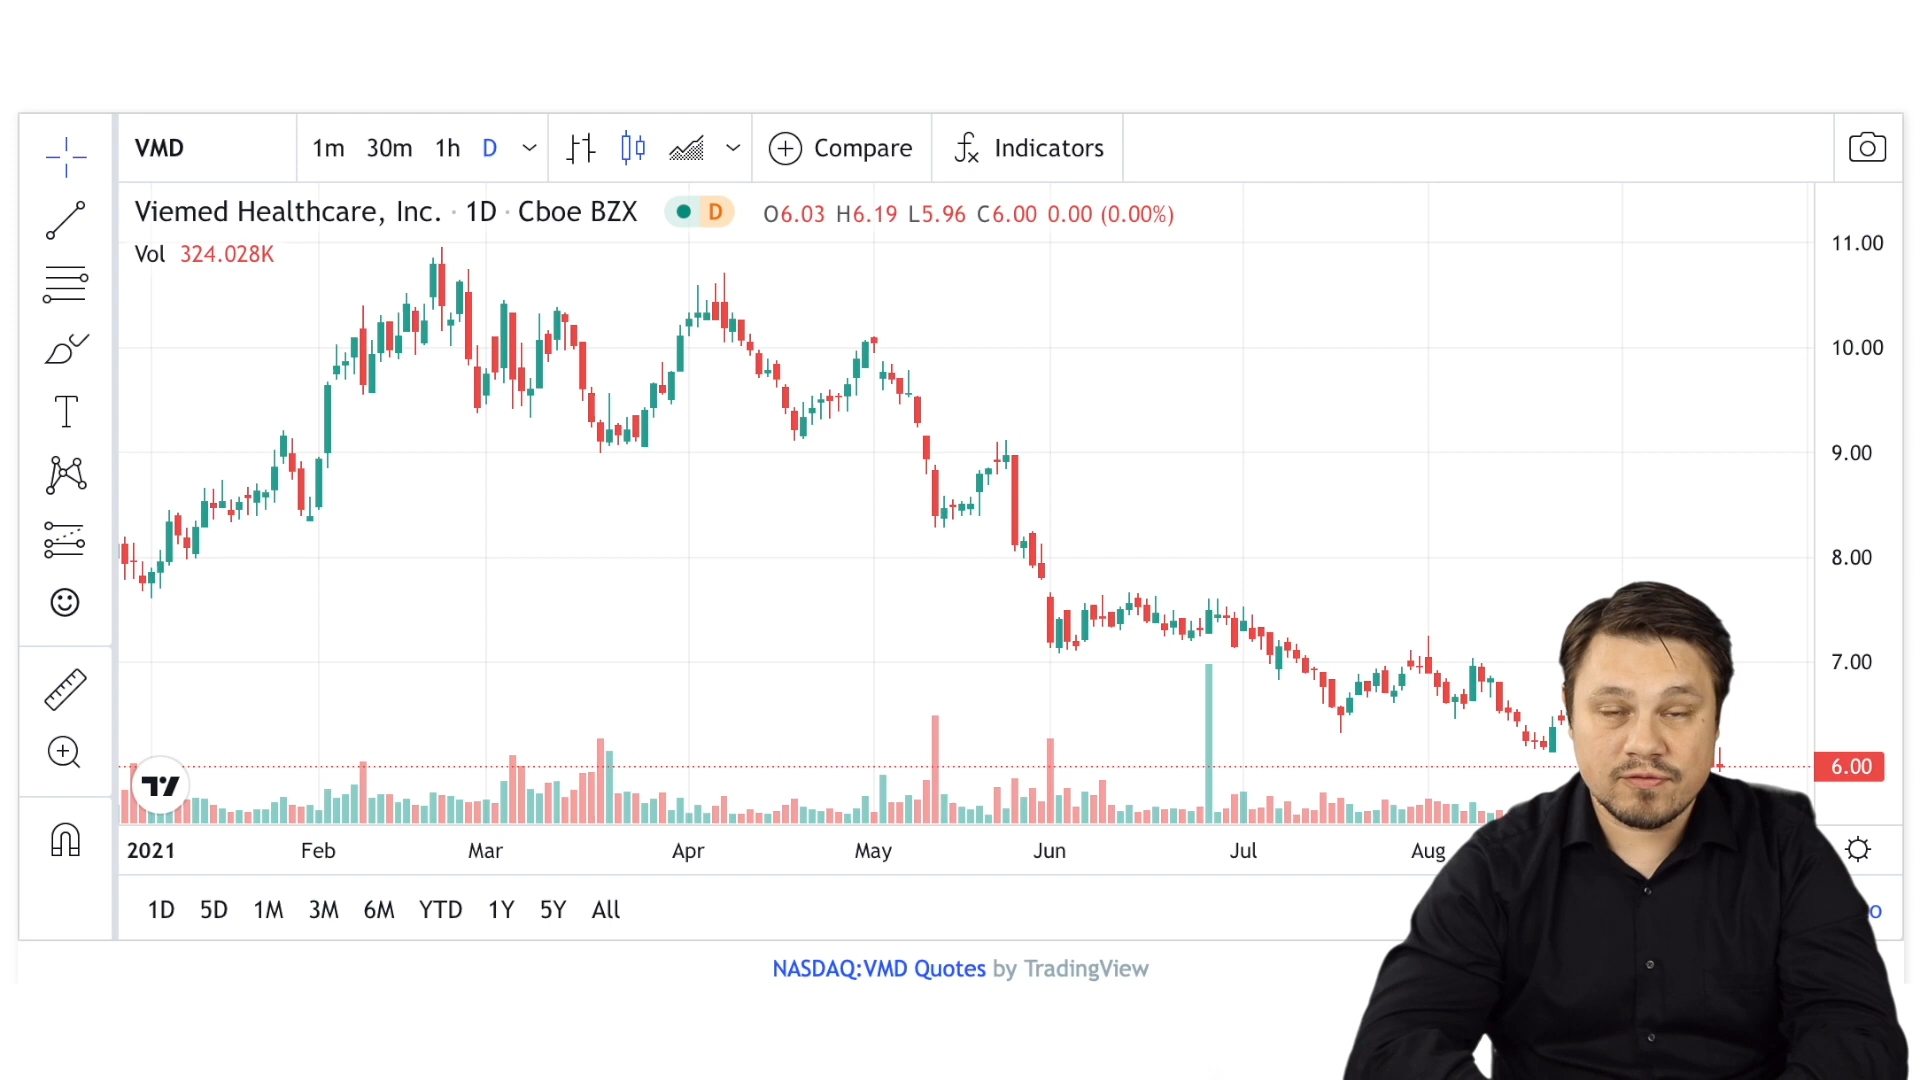 VMD 1m 30m 1h D Compare Indicators
Viemed Healthcare, Inc. · 1D · Cboe BZX D O6.03 H6.19 L5.96 C6.00 0.00 (0.00%)
Vol 324.028K
11.00
10.00
9.00
8.00
7.00
6.00
2021 Feb Mar Apr May Jun Jul Aug
1D 5D 1M 3M 6M YTD 1Y 5Y All
NASDAQ:VMD Quotes by TradingView